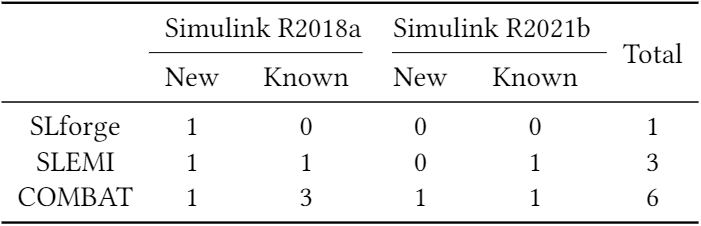 Simulink R2018a Simulink R2021b Total
New Known New Known
SLforge 1 0 0 0 1
SLEMI 1 1 0 1 3
COMBAT 1 3 1 1 6